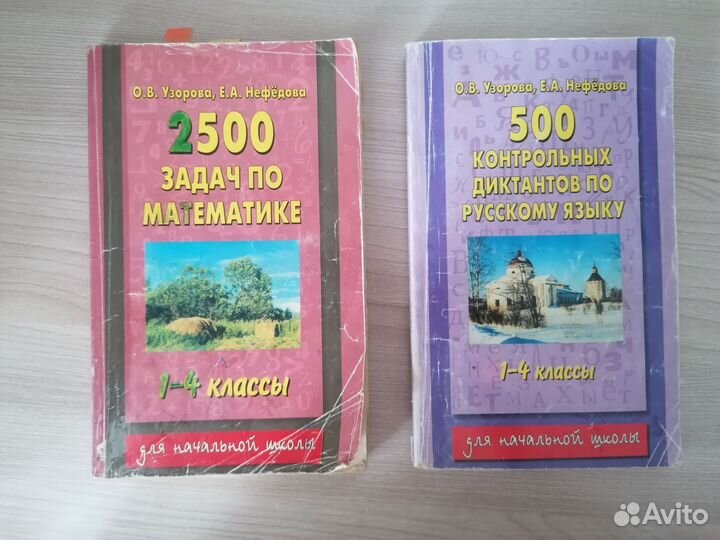 О.В. Узорова, Е.А. Нефёдова
2500
ЗАДАЧ ПО
МАТЕМАТИКЕ
1-4 классы
для начальной школы
О.В. Узорова, Е.А. Нефёдова
500
КОНТРОЛЬНЫХ
ДИКТАНТОВ ПО
РУССКОМУ ЯЗЫКУ
1-4 классы
для начальной школы
Avito